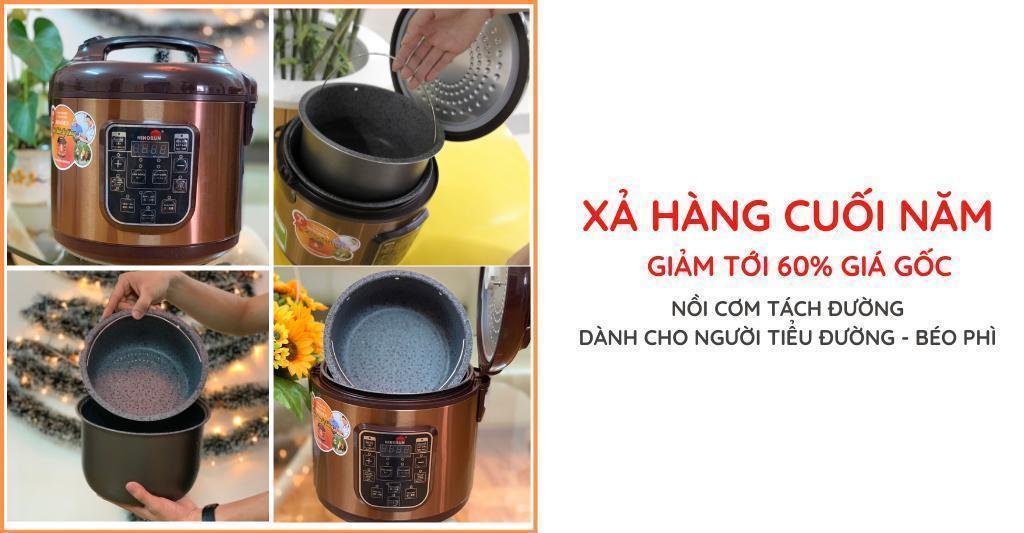 NINOSUN
XẢ HÀNG CUỐI NĂM
GIẢM TỚI 60% GIÁ GỐC
NỒI CƠM TÁCH ĐƯỜNG
DÀNH CHO NGƯỜI TIỂU ĐƯỜNG - BÉO PHÌ